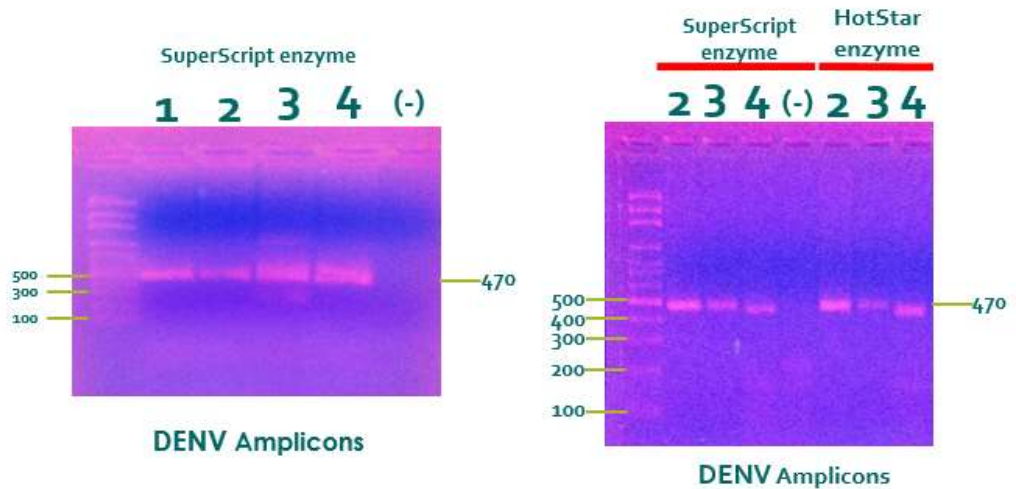 SuperScript enzyme
1 2 3 4 (-)
500
300
100
470
DENV Amplicons
SuperScript
enzyme
HotStar
enzyme
2 3 4 (-) 2 3 4
500
400
300
200
100
470
DENV Amplicons